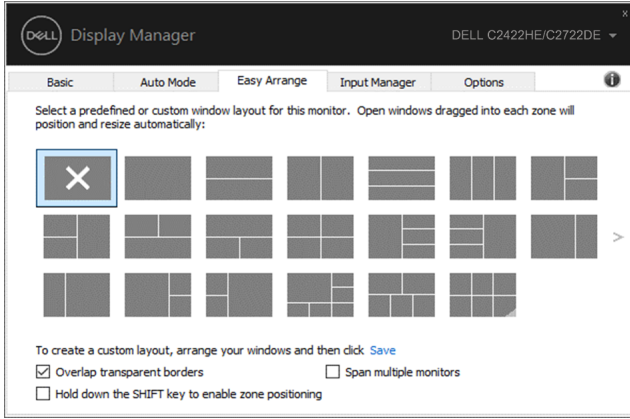 x
DELL Display Manager DELL C2422HE/C2722DE
Basic Auto Mode Easy Arrange Input Manager Options i
Select a predefined or custom window layout for this monitor. Open windows dragged into each zone will
position and resize automatically:
>
To create a custom layout, arrange your windows and then click Save
Overlap transparent borders Span multiple monitors
Hold down the SHIFT key to enable zone positioning